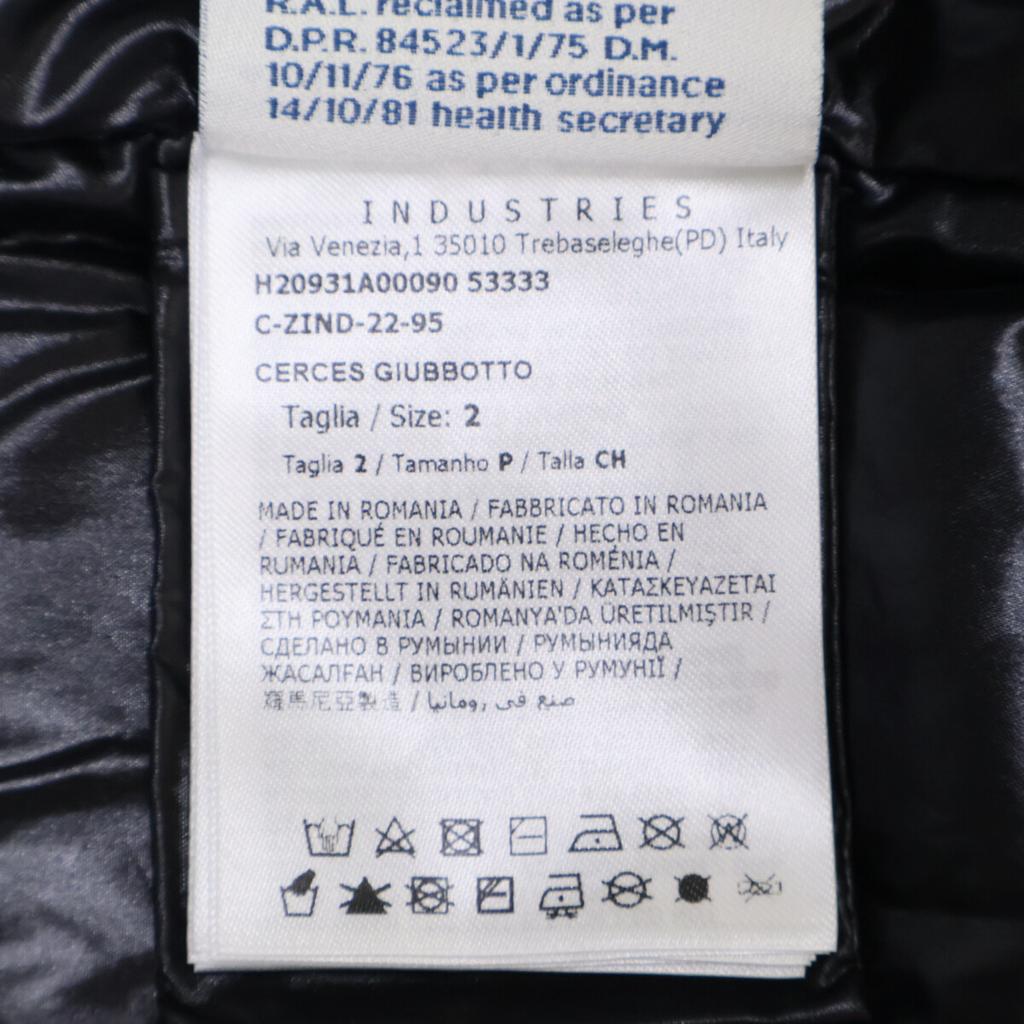 R.A.L. reclaimed as per
D.P.R. 84523/1/75 D.M.
10/11/76 as per ordinance
14/10/81 health secretary
INDUSTRIES
Via Venezia,1 35010 Trebaseleghe(PD) Italy
H20931A00090 53333
C-ZIND-22-95
CERCES GIUBBOTTO
Taglia / Size: 2
Taglia 2 / Tamanho P / Talla CH
MADE IN ROMANIA / FABBRICATO IN ROMANIA
/ FABRIQUÉ EN ROUMANIE / HECHO EN
RUMANIA / FABRICADO NA ROMÉNIA /
HERGESTELLT IN RUMÄNIEN / ΚΑΤΑΣΚΕΥΑΖΕΤΑΙ
ΣΤΗ ΡΟΥΜΑΝΙΑ / ROMANYA'DA ÜRETILMIŞTIR /
СДЕЛАНО В РУМЫНИИ / РУМЫНИЯДА
ЖАСАЛҒАН / ВИРОБЛЕНО У РУМУНІЇ /
羅馬尼亞製造 / صنع في رومانيا